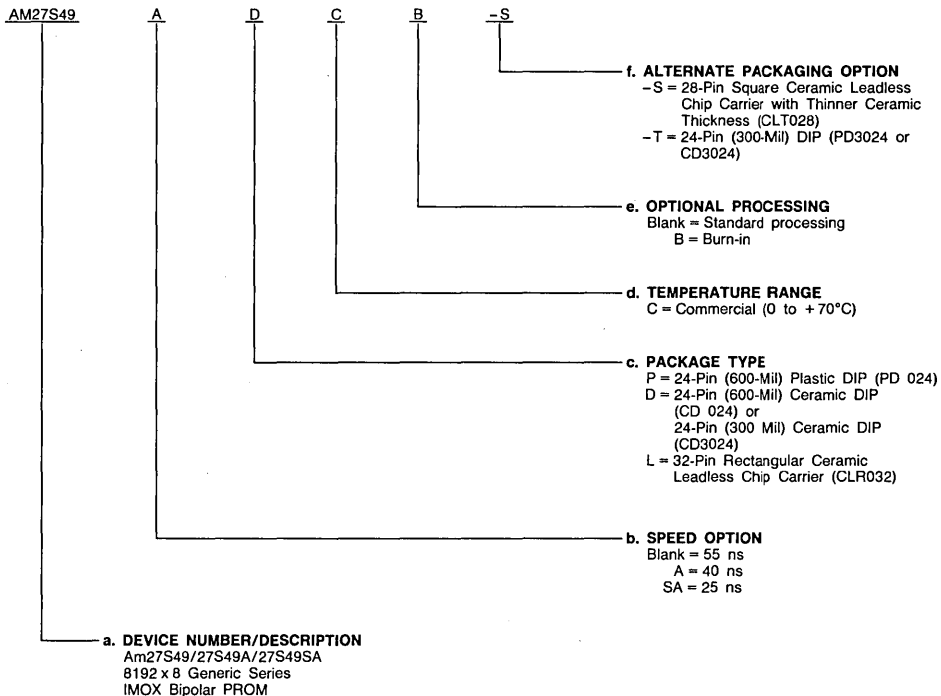 AM27S49 A D C B -S
f. ALTERNATE PACKAGING OPTION
-S = 28-Pin Square Ceramic Leadless
Chip Carrier with Thinner Ceramic
Thickness (CLT028)
-T = 24-Pin (300-Mil) DIP (PD3024 or
CD3024)
e. OPTIONAL PROCESSING
Blank = Standard processing
B = Burn-in
d. TEMPERATURE RANGE
C = Commercial (0 to +70°C)
c. PACKAGE TYPE
P = 24-Pin (600-Mil) Plastic DIP (PD 024)
D = 24-Pin (600-Mil) Ceramic DIP
(CD 024) or
24-Pin (300 Mil) Ceramic DIP
(CD3024)
L = 32-Pin Rectangular Ceramic
Leadless Chip Carrier (CLR032)
b. SPEED OPTION
Blank = 55 ns
A = 40 ns
SA = 25 ns
a. DEVICE NUMBER/DESCRIPTION
Am27S49/27S49A/27S49SA
8192 x 8 Generic Series
IMOX Bipolar PROM